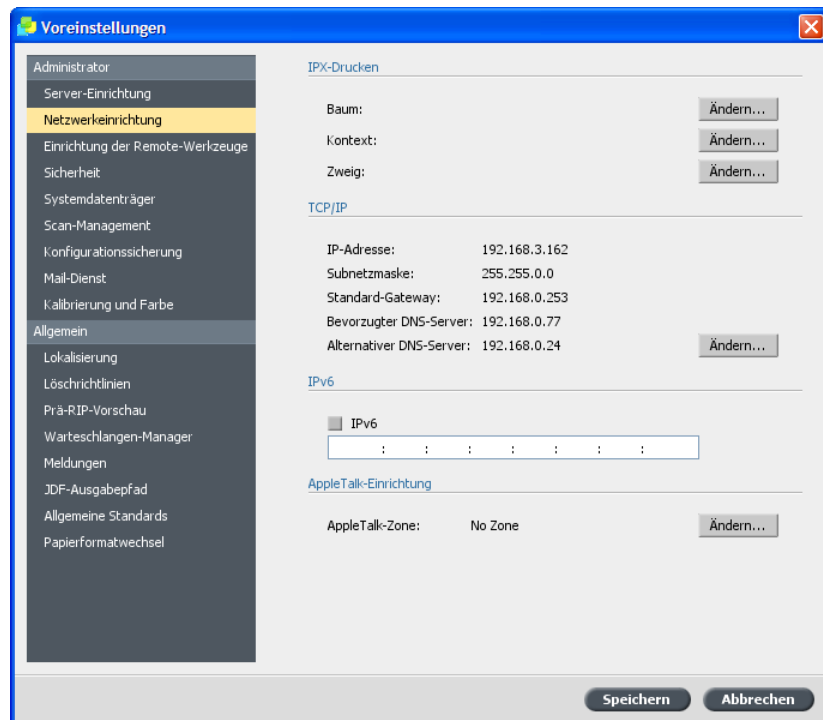 Voreinstellungen
Administrator
Server-Einrichtung
Netzwerkeinrichtung
Einrichtung der Remote-Werkzeuge
Sicherheit
Systemdatenträger
Scan-Management
Konfigurationssicherung
Mail-Dienst
Kalibrierung und Farbe
Allgemein
Lokalisierung
Löschrichtlinien
Prä-RIP-Vorschau
Warteschlangen-Manager
Meldungen
JDF-Ausgabepfad
Allgemeine Standards
Papierformatwechsel
IPX-Drucken
Baum: Ändern...
Kontext: Ändern...
Zweig: Ändern...
TCP/IP
IP-Adresse: 192.168.3.162
Subnetzmaske: 255.255.0.0
Standard-Gateway: 192.168.0.253
Bevorzugter DNS-Server: 192.168.0.77
Alternativer DNS-Server: 192.168.0.24 Ändern...
IPv6
IPv6
: : : : : : :
AppleTalk-Einrichtung
AppleTalk-Zone: No Zone Ändern...
Speichern Abbrechen